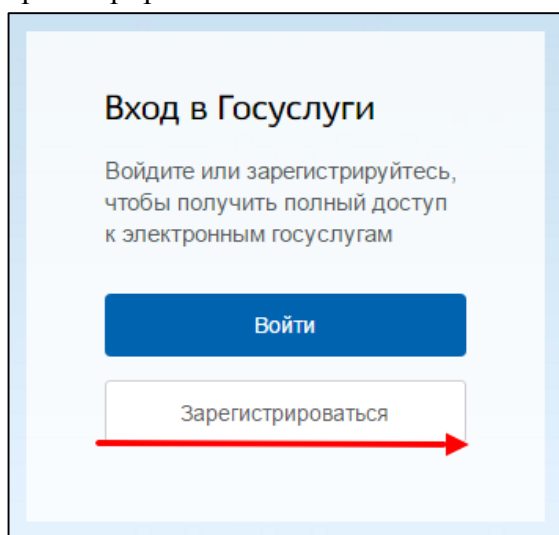 Вход в Госуслуги
Войдите или зарегистрируйтесь,
чтобы получить полный доступ
к электронным госуслугам
Войти
Зарегистрироваться